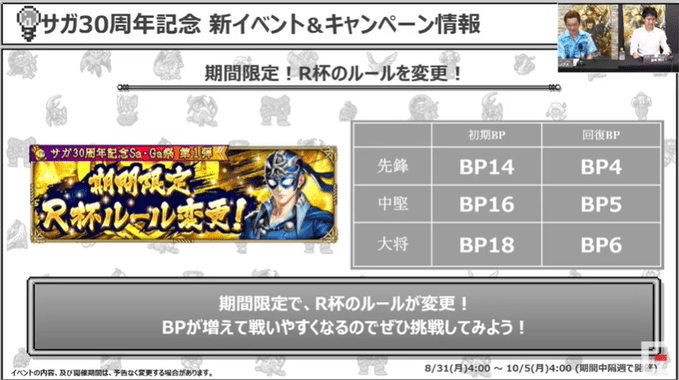 サガ30周年記念 新イベント&キャンペーン情報
期間限定！R杯のルールを変更！
サガ30周年記念Sa・Ga祭 第1弾
期間限定
R杯ルール変更!
初期BP 回復BP
先鋒 BP14 BP4
中堅 BP16 BP5
大将 BP18 BP6
期間限定で、R杯のルールが変更！
BPが増えて戦いやすくなるのでぜひ挑戦してみよう！
8/31(月)4:00 ～ 10/5(月)4:00 (期間中隔週で開催)
イベントの内容、及び開催期間は、予告なく変更する場合があります。